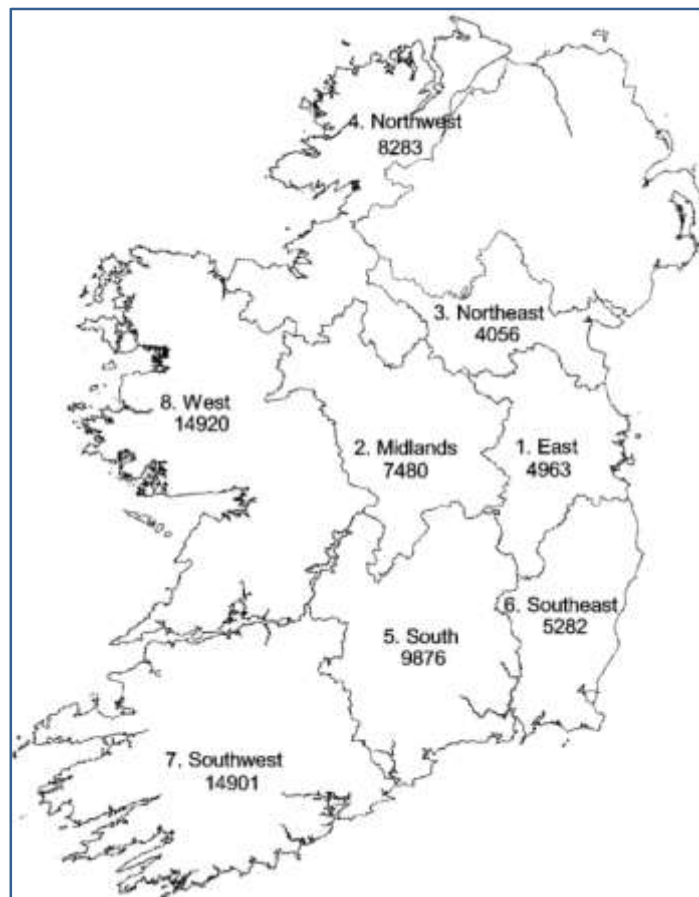 4. Northwest
8283
3. Northeast
4056
8. West
14920
2. Midlands
7480
1. East
4963
6. Southeast
5282
5. South
9876
7. Southwest
14901